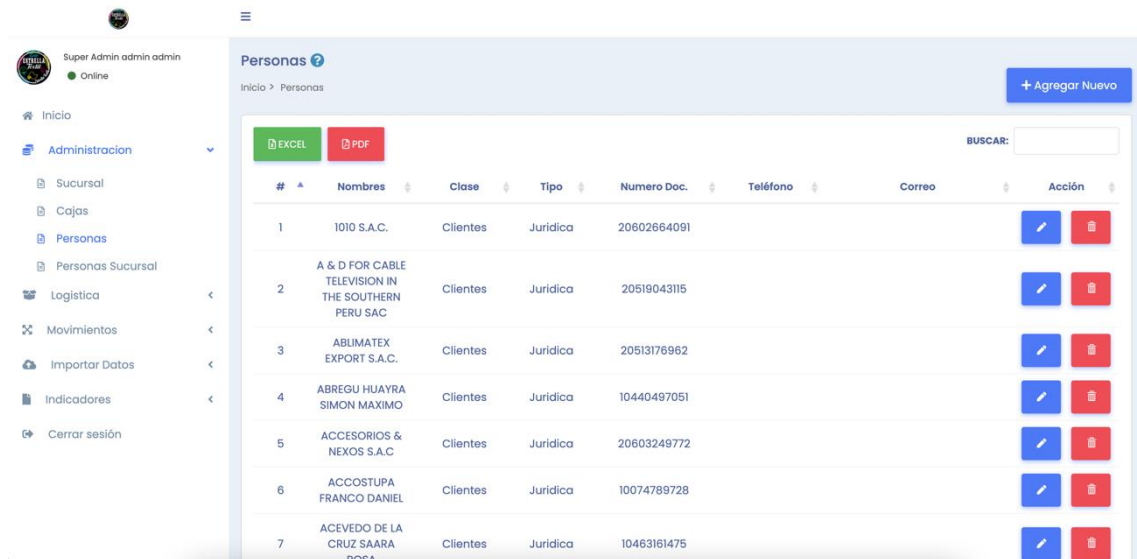 Super Admin admin admin
Online
Inicio
Administracion
Sucursal
Cajas
Personas
Personas Sucursal
Logistica
Movimientos
Importar Datos
Indicadores
Cerrar sesión
Personas
Inicio > Personas
+ Agregar Nuevo
EXCEL PDF
BUSCAR:
# Nombres Clase Tipo Numero Doc. Teléfono Correo Acción
1 1010 S.A.C. Clientes Juridica 20602664091
A & D FOR CABLE
TELEVISION IN
2 THE SOUTHERN Clientes Juridica 20519043115
PERU SAC
ABLIMATEX
3 EXPORT S.A.C. Clientes Juridica 20513176962
ABREGU HUAYRA
4 SIMON MAXIMO Clientes Juridica 10440497051
ACCESORIOS &
5 NEXOS S.A.C Clientes Juridica 20603249772
ACCOSTUPA
6 FRANCO DANIEL Clientes Juridica 10074789728
ACEVEDO DE LA
7 CRUZ SAARA Clientes Juridica 10463161475
ROSA